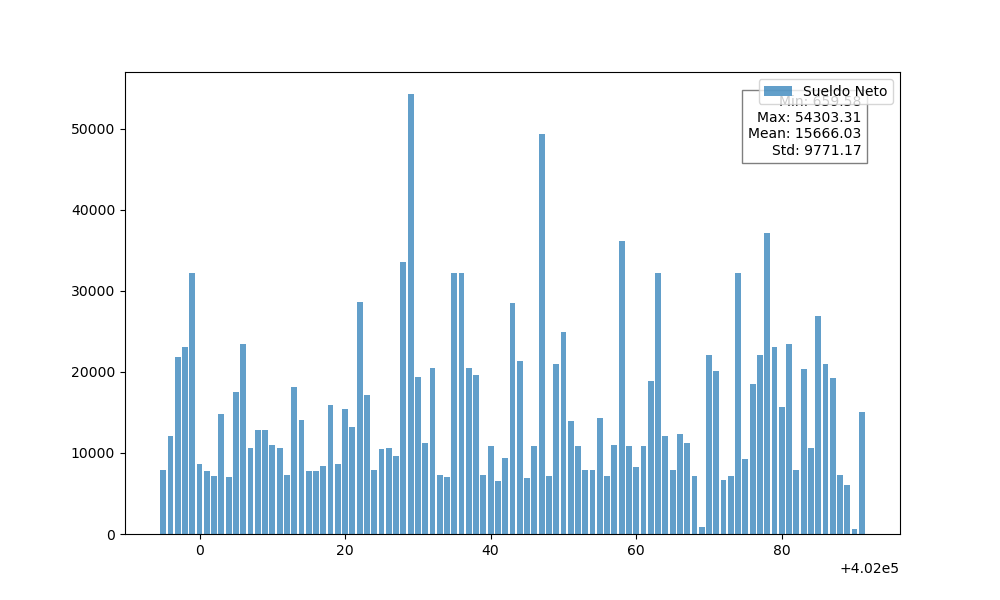 Sueldo Neto
Min: 659.58
Max: 54303.31
Mean: 15666.03
Std: 9771.17
50000
40000
30000
20000
10000
0
0 20 40 60 80
+4.02e5